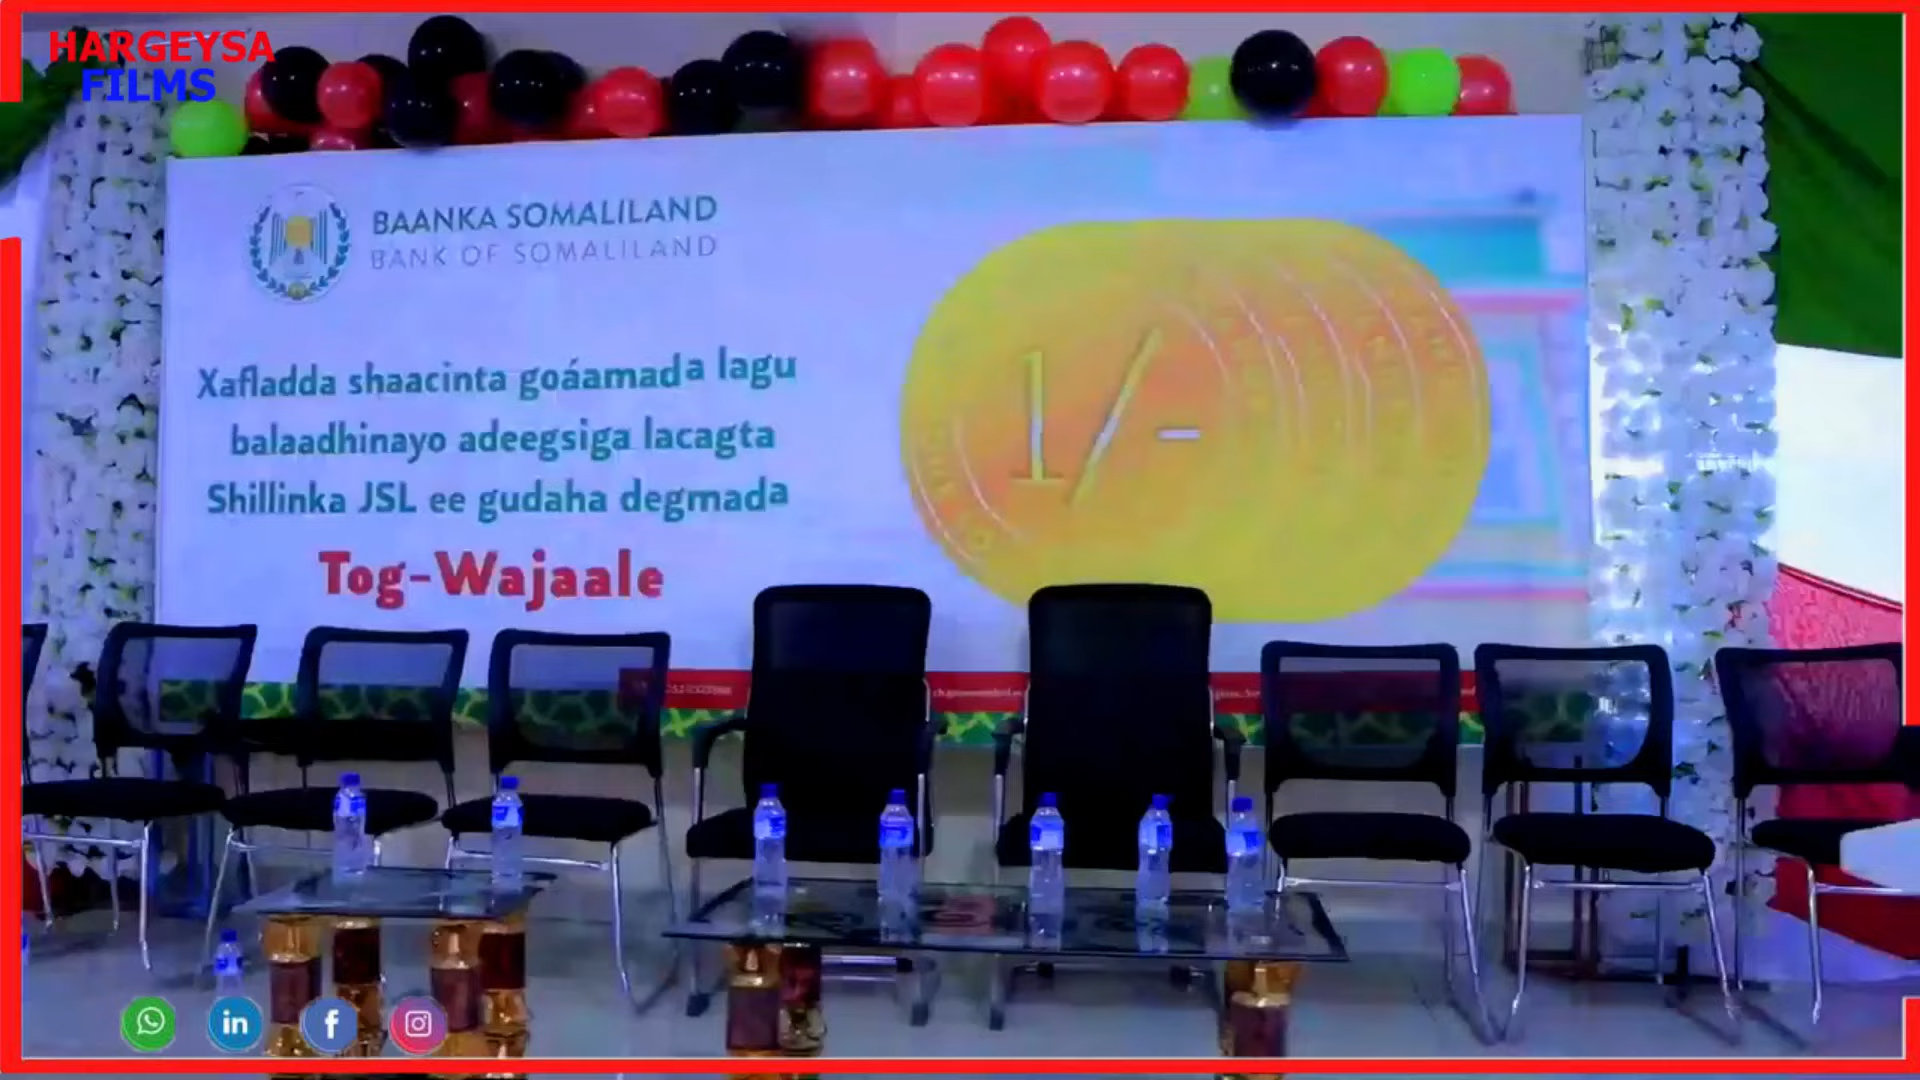 HARGEYSA
FILMS
BAANKA SOMALILAND
BANK OF SOMALILAND
Xafladda shaacinta goáamada lagu
balaadhinayo adeegsiga lacagta
Shillinka JSL ee gudaha degmada
Tog-Wajaale
1/-
in
f